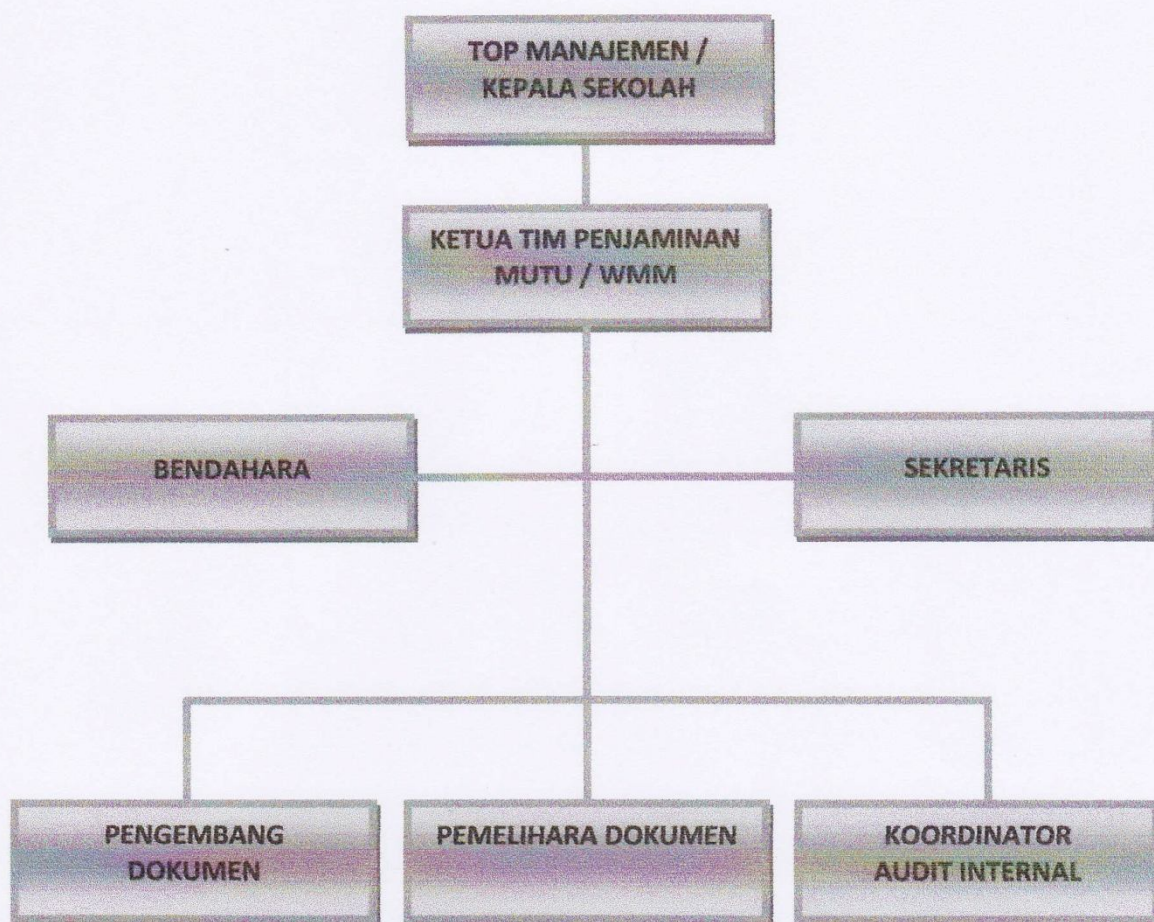 TOP MANAJEMEN /
KEPALA SEKOLAH
KETUA TIM PENJAMINAN
MUTU / WMM
BENDAHARA
SEKRETARIS
PENGEMBANG
DOKUMEN
PEMELIHARA DOKUMEN
KOORDINATOR
AUDIT INTERNAL